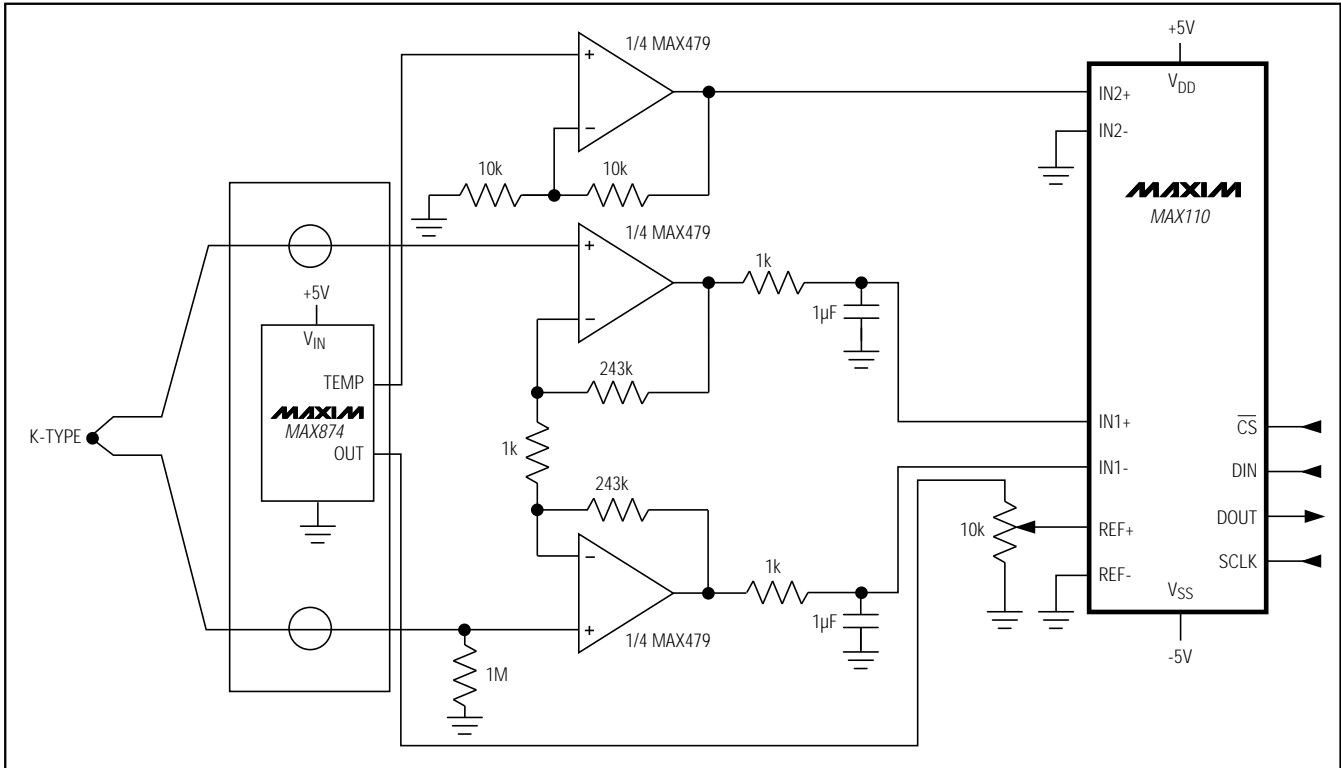 1/4 MAX479
+
−
10k
10k
+5V
VDD
IN2+
IN2-
MAXIM
MAX110
1/4 MAX479
+
−
1k
1µF
243k
+5V
VIN
TEMP
MAXIM
MAX874
OUT
K-TYPE
1k
243k
−
+
1/4 MAX479
1k
1µF
1M
10k
IN1+
IN1-
REF+
REF-
CS
DIN
DOUT
SCLK
VSS
-5V